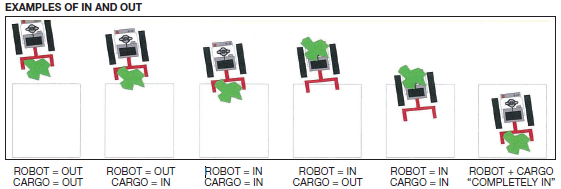 EXAMPLES OF IN AND OUT
ROBOT = OUT ROBOT = OUT ROBOT = IN ROBOT = IN ROBOT = IN ROBOT + CARGO
CARGO = OUT CARGO = IN CARGO = IN CARGO = OUT CARGO = IN "COMPLETELY IN"